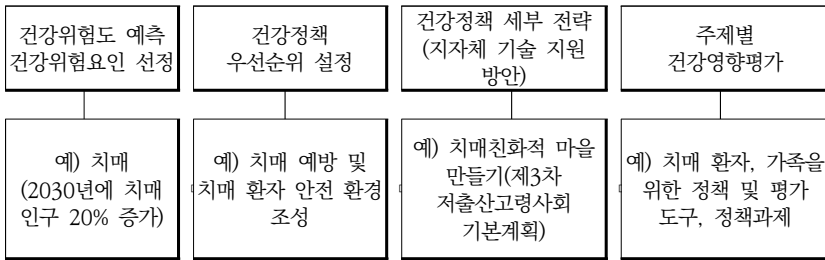 건강위험도 예측
건강위험요인 선정
건강정책
우선순위 설정
건강정책 세부 전략
(지자체 기술 지원
방안)
주제별
건강영향평가
예) 치매
(2030년에 치매
인구 20% 증가)
예) 치매 예방 및
치매 환자 안전 환경
조성
예) 치매친화적 마을
만들기(제3차
저출산고령사회
기본계획)
예) 치매 환자, 가족을
위한 정책 및 평가
도구, 정책과제